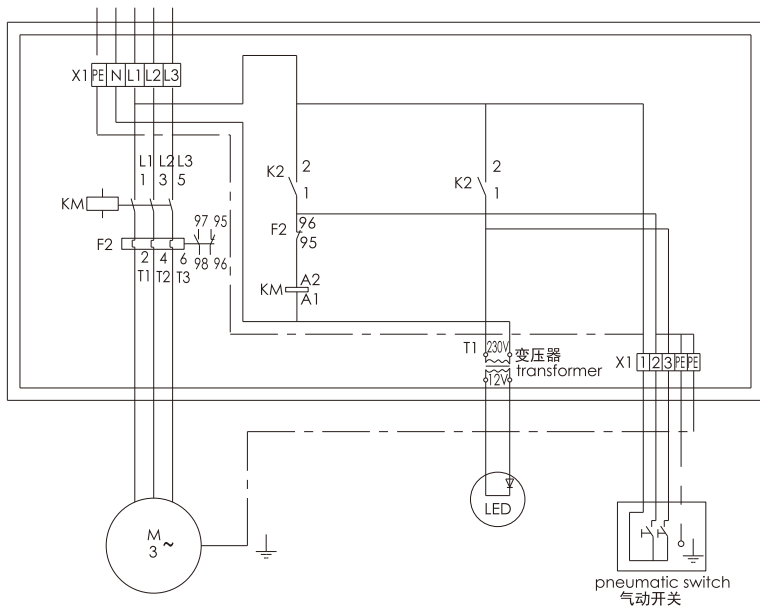 X1 PE N L1 L2 L3
L1 L2 L3
1 3 5
K2 2
1
K2 2
1
KM
97 95
F2
98 96
2 4 6
T1 T2 T3
F2 96
95
KM A2
A1
T1 230V 变压器
transformer
12V
X1 1 2 3 PE PE
M
3 ~
LED
pneumatic switch
气动开关